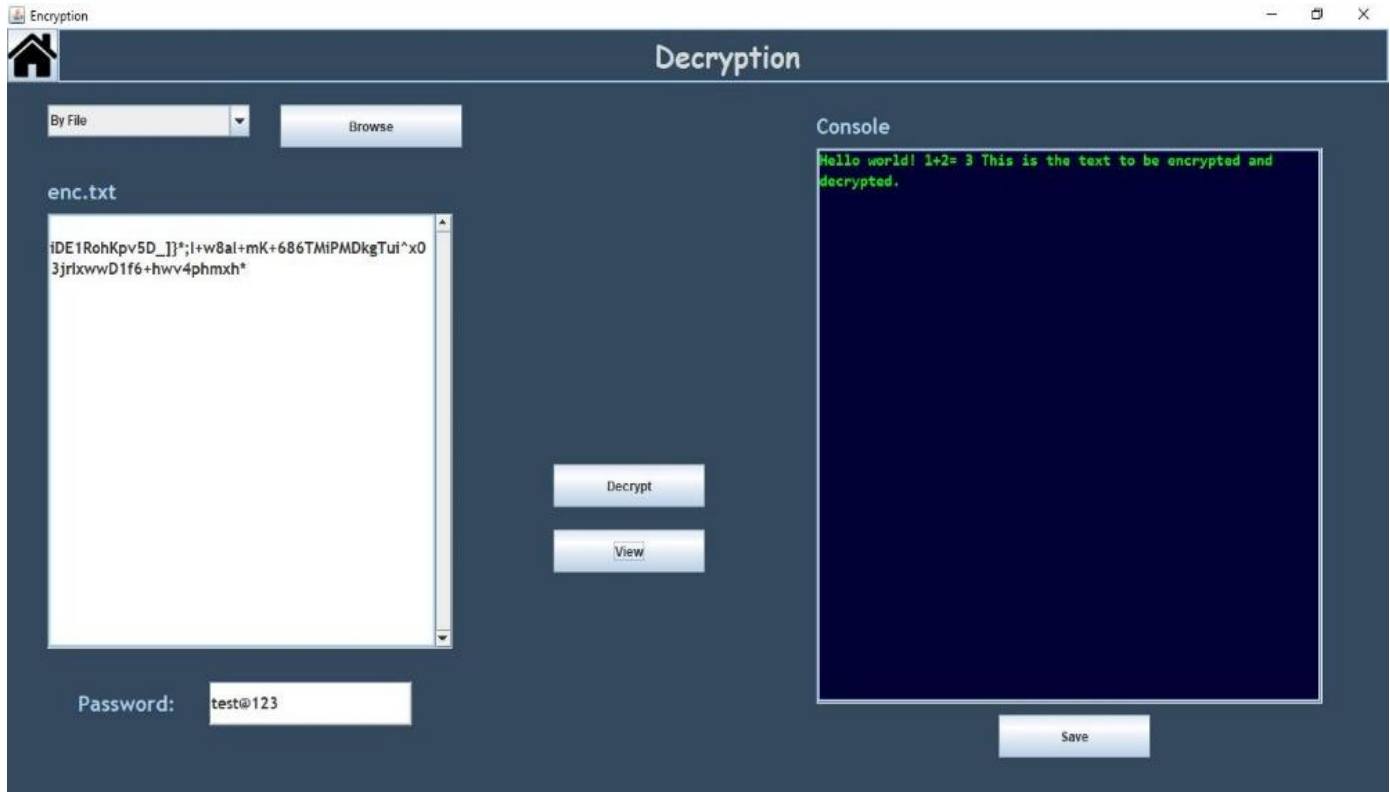 Encryption
Decryption
By File
Browse
Console
Hello world! 1+2= 3 This is the text to be encrypted and
decrypted.
enc.txt
iDE1RohKpv5D_]}*;I+w8al+mK+686TMiPMDkgTui^x0
3jrIxwwD1f6+hwv4phmxh*
Decrypt
View
Password:
test@123
Save